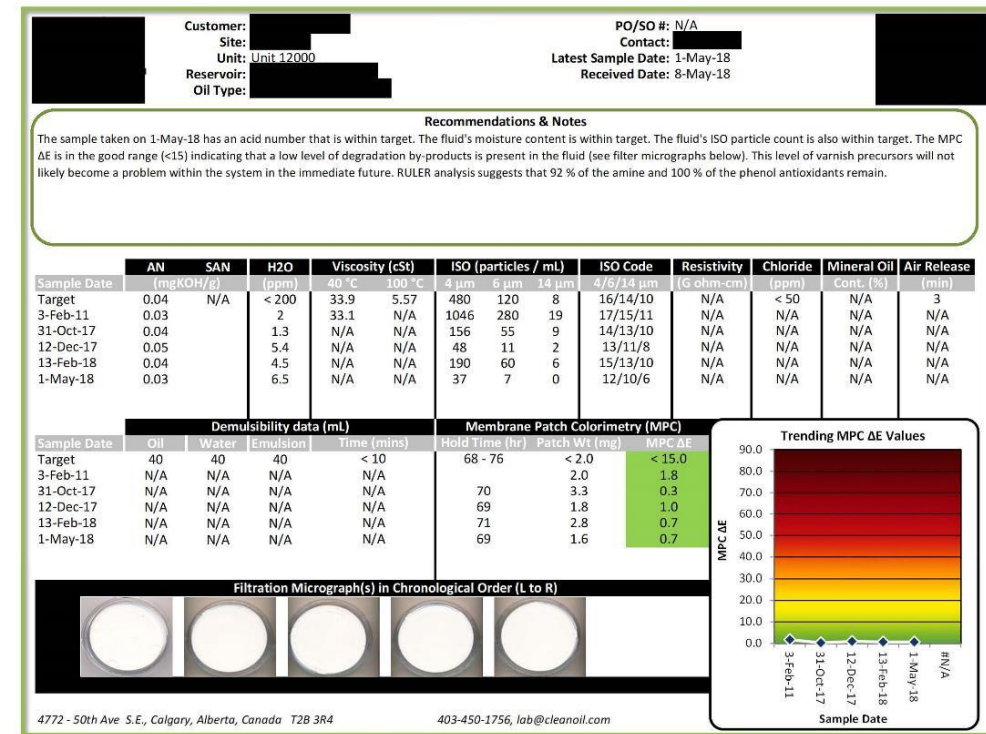 Customer:
PO/SO #: N/A
Site:
Contact:
Unit: Unit 12000
Latest Sample Date: 1-May-18
Reservoir:
Received Date: 8-May-18
Oil Type:
Recommendations & Notes
The sample taken on 1-May-18 has an acid number that is within target. The fluid's moisture content is within target. The fluid's ISO particle count is also within target. The MPC
ΔE is in the good range (<15) indicating that a low level of degradation by-products is present in the fluid (see filter micrographs below). This level of varnish precursors will not
likely become a problem within the system in the immediate future. RULER analysis suggests that 92 % of the amine and 100 % of the phenol antioxidants remain.
AN SAN H2O Viscosity (cSt) ISO (particles / mL) ISO Code Resistivity Chloride Mineral Oil Air Release
Sample Date (mgKOH/g) (ppm) 40 °C 100 °C 4 µm 6 µm 14 µm 4/6/14 µm (G ohm-cm) (ppm) Cont. (%) (min)
Target 0.04 N/A < 200 33.9 5.57 480 120 8 16/14/10 N/A < 50 N/A 3
3-Feb-11 0.03 2 33.1 N/A 1046 280 19 17/15/11 N/A N/A N/A N/A
31-Oct-17 0.04 1.3 N/A N/A 156 55 9 14/13/10 N/A N/A N/A N/A
12-Dec-17 0.05 5.4 N/A N/A 48 11 2 13/11/8 N/A N/A N/A N/A
13-Feb-18 0.04 4.5 N/A N/A 190 60 6 15/13/10 N/A N/A N/A N/A
1-May-18 0.03 6.5 N/A N/A 37 7 0 12/10/6 N/A N/A N/A N/A
Demulsibility data (mL) Membrane Patch Colorimetry (MPC)
Sample Date Oil Water Emulsion Time (mins) Hold Time (hr) Patch Wt (mg) MPC ΔE
Target 40 40 40 < 10 68 - 76 < 2.0 < 15.0
3-Feb-11 N/A N/A N/A N/A 2.0 1.8
31-Oct-17 N/A N/A N/A N/A 70 3.3 0.3
12-Dec-17 N/A N/A N/A N/A 69 1.8 1.0
13-Feb-18 N/A N/A N/A N/A 71 2.8 0.7
1-May-18 N/A N/A N/A N/A 69 1.6 0.7
Trending MPC ΔE Values
90.0
80.0
70.0
60.0
50.0
40.0
30.0
20.0
10.0
0.0
MPC ΔE
3-Feb-11
31-Oct-17
12-Dec-17
13-Feb-18
1-May-18
#N/A
Sample Date
Filtration Micrograph(s) in Chronological Order (L to R)
4772 - 50th Ave S.E., Calgary, Alberta, Canada T2B 3R4
403-450-1756, lab@cleanoil.com